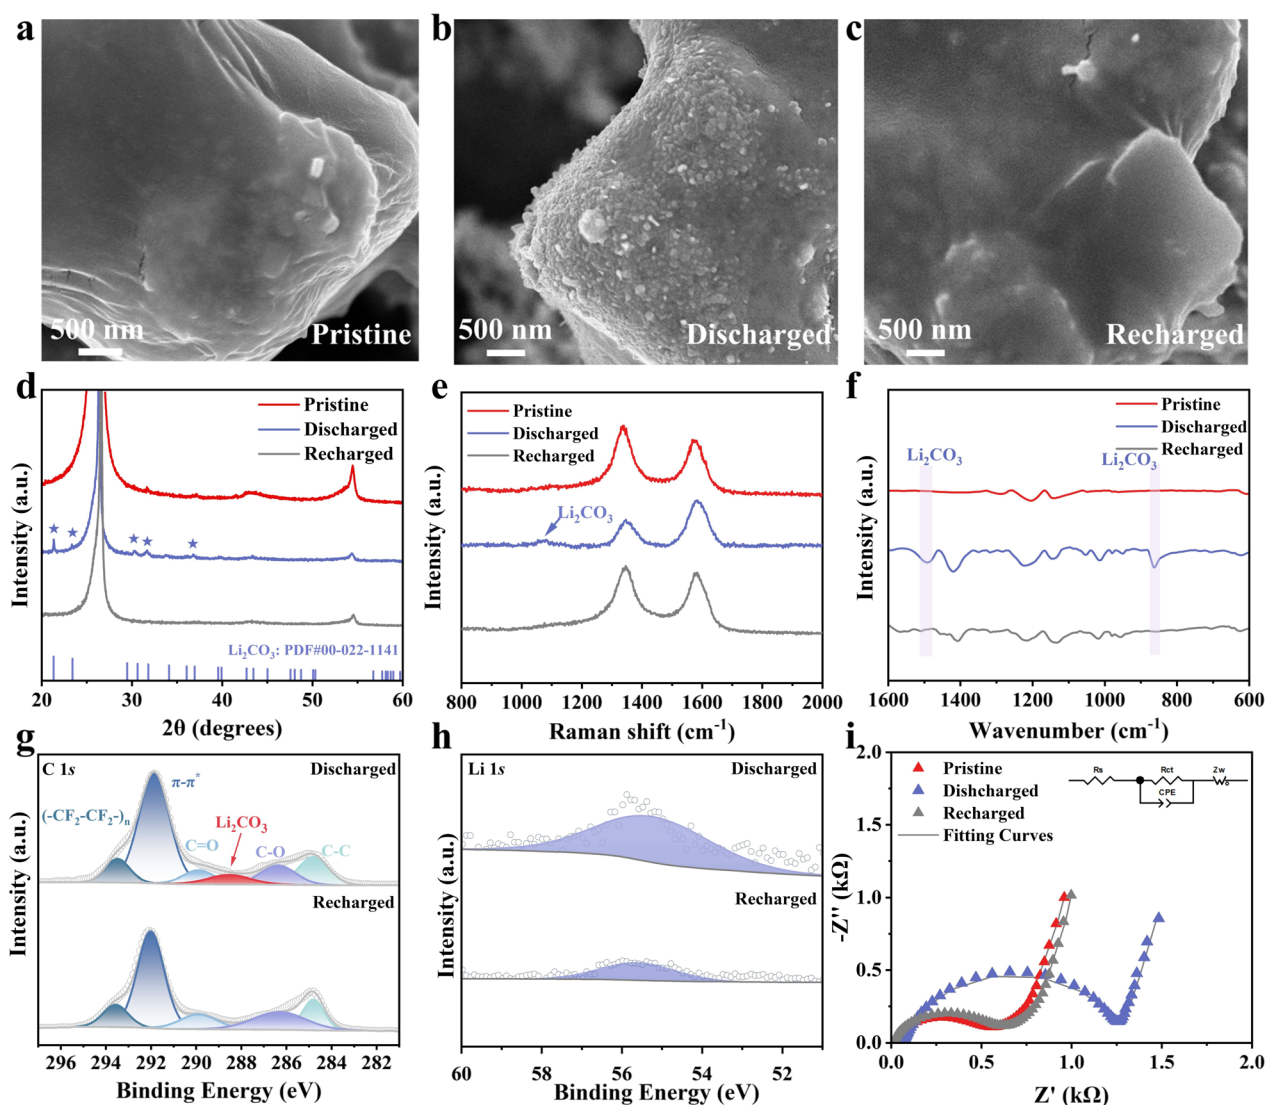 a
500 nm
Pristine
b
500 nm
Discharged
c
500 nm
Recharged
d
Pristine
Discharged
Recharged
Li₂CO₃: PDF#00-022-1141
Intensity (a.u.)
20 30 40 50 60
2θ (degrees)
e
Pristine
Discharged
Recharged
Li₂CO₃
Intensity (a.u.)
800 1000 1200 1400 1600 1800 2000
Raman shift (cm⁻¹)
f
Pristine
Discharged
Recharged
Li₂CO₃
Li₂CO₃
Intensity (a.u.)
1600 1400 1200 1000 800 600
Wavenumber (cm⁻¹)
g
C 1s
Discharged
π-π*
(-CF₂-CF₂-)ₙ
Li₂CO₃
C=O
C-O
C-C
Recharged
Intensity (a.u.)
296 294 292 290 288 286 284 282
Binding Energy (eV)
h
Li 1s
Discharged
Recharged
Intensity (a.u.)
60 58 56 54 52
Binding Energy (eV)
i
Pristine
Dishcharged
Recharged
Fitting Curves
Rs
Rct
Zw
CPE
-Z'' (kΩ)
2.0
1.5
1.0
0.5
0.0
0.0 0.5 1.0 1.5 2.0
Z' (kΩ)